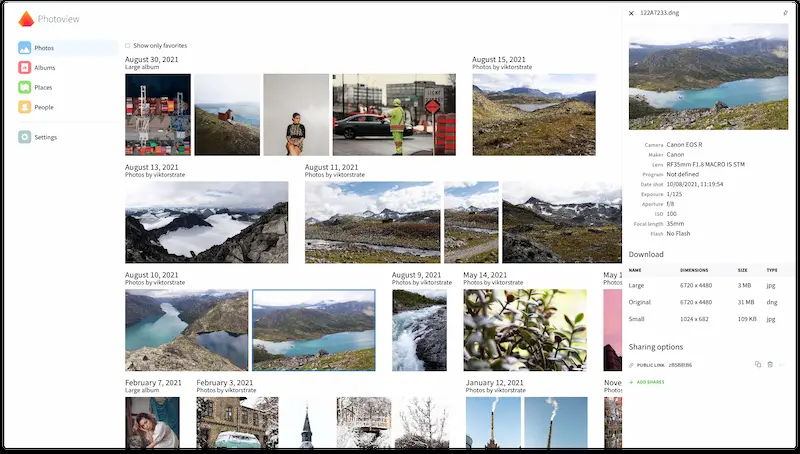 Photoview
Photos
Albums
Places
People
Settings
Show only favorites
August 30, 2021
Large album
August 15, 2021
Photos by viktorstrate
August 13, 2021
Photos by viktorstrate
August 11, 2021
Photos by viktorstrate
August 10, 2021
Photos by viktorstrate
August 9, 2021
Photos by viktorstrate
May 14, 2021
Photos by viktorstrate
May 1
Photos
February 7, 2021
Large album
February 3, 2021
Photos by viktorstrate
January 12, 2021
Photos by viktorstrate
Nove
Photos
122A7233.dng
Camera Canon EOS R
Maker Canon
Lens RF35mm F1.8 MACRO IS STM
Program Not defined
Date shot 10/08/2021, 11:19:54
Exposure 1/125
Aperture f/8
ISO 100
Focal length 35mm
Flash No Flash
Download
NAME DIMENSIONS SIZE TYPE
Large 6720 x 4480 3 MB jpg
Original 6720 x 4480 31 MB dng
Small 1024 x 682 109 KB jpg
Sharing options
PUBLIC LINK
+ ADD SHARES